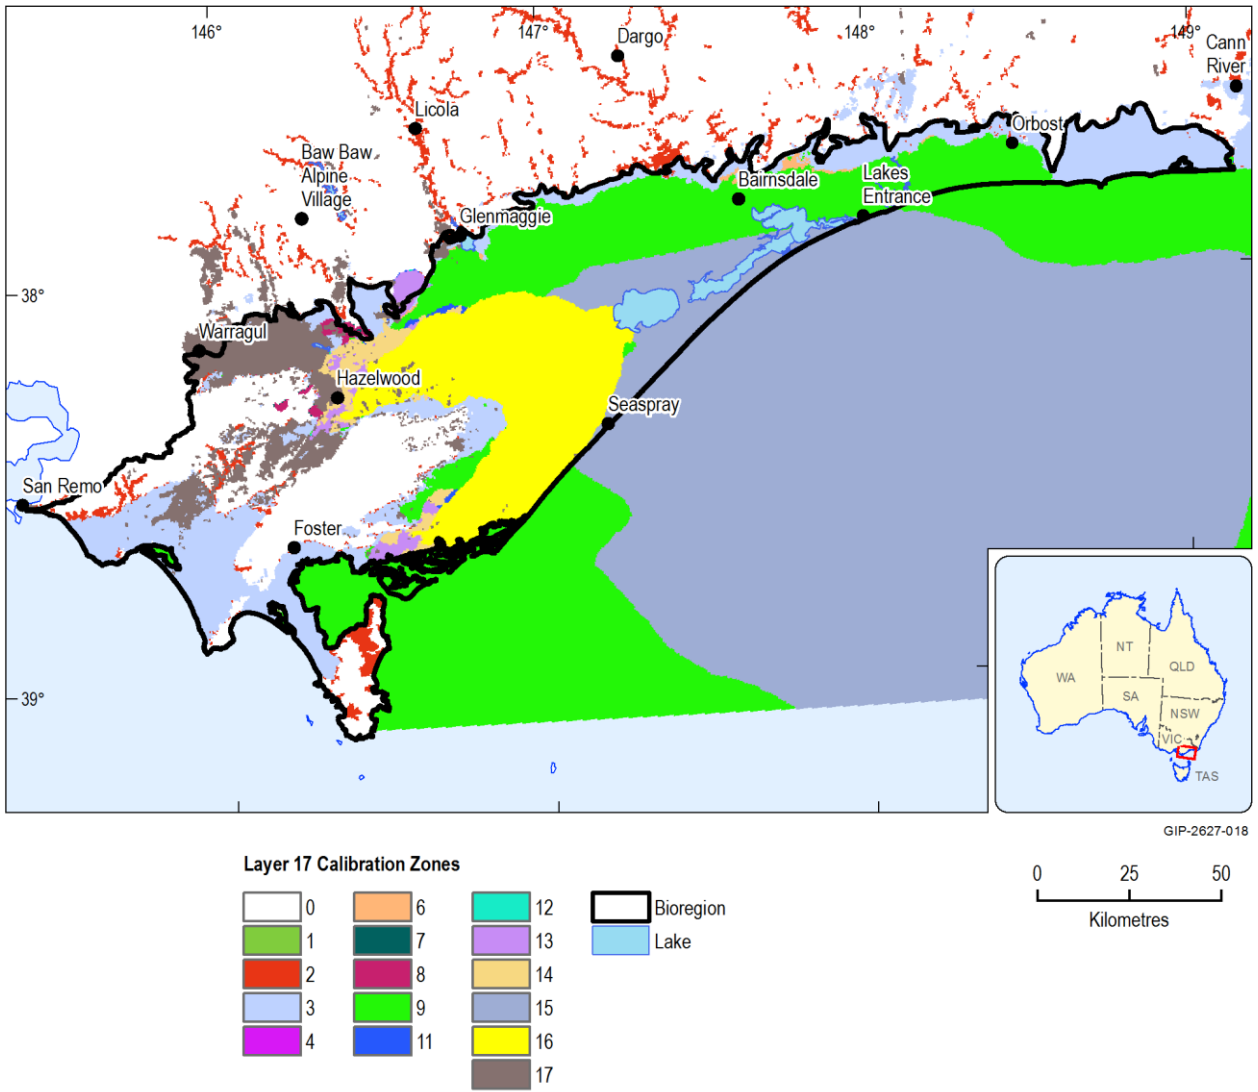 146°
147°
148°
149°
Dargo
Cann
River
Licola
Orbost
Baw Baw
Alpine
Village
Bairnsdale
Lakes
Entrance
Glenmaggie
38°
Warragul
Hazelwood
Seaspray
San Remo
Foster
39°
NT
QLD
WA
SA
NSW
VIC
TAS
GIP-2627-018
Layer 17 Calibration Zones
0
1
2
3
4
6
7
8
9
11
12
13
14
15
16
17
Bioregion
Lake
0 25 50
Kilometres